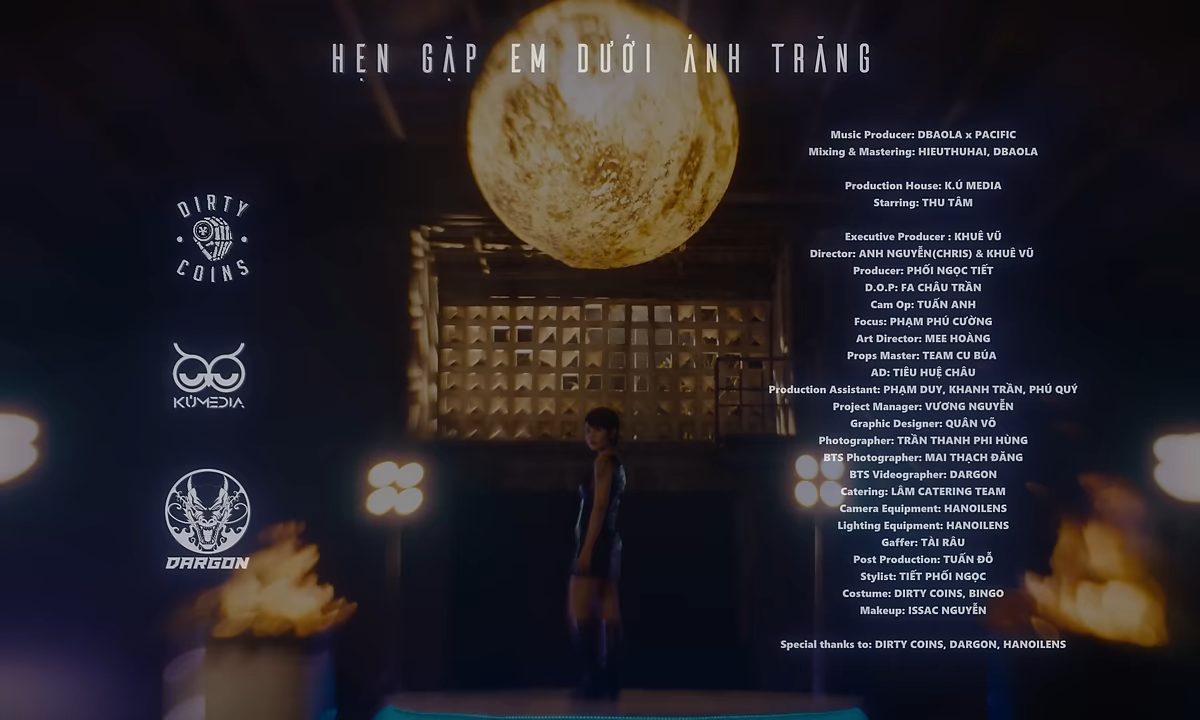 HẸN GẶP EM DƯỚI ÁNH TRĂNG
Music Producer: DBAOLA x PACIFIC
Mixing & Mastering: HIEUTHUHAI, DBAOLA
Production House: K.Ú MEDIA
Starring: THU TÂM
Executive Producer : KHUÊ VŨ
Director: ANH NGUYỄN(CHRIS) & KHUÊ VŨ
Producer: PHỐI NGỌC TIẾT
D.O.P: FA CHÂU TRẦN
Cam Op: TUẤN ANH
Focus: PHẠM PHÚ CƯỜNG
Art Director: MEE HOÀNG
Props Master: TEAM CU BÚA
AD: TIÊU HUỆ CHÂU
Production Assistant: PHẠM DUY, KHANH TRẦN, PHÚ QUÝ
Project Manager: VƯƠNG NGUYỄN
Graphic Designer: QUÂN VÕ
Photographer: TRẦN THANH PHI HÙNG
BTS Photographer: MAI THẠCH ĐĂNG
BTS Videographer: DARGON
Catering: LÂM CATERING TEAM
Camera Equipment: HANOILENS
Lighting Equipment: HANOILENS
Gaffer: TÀI RÂU
Post Production: TUẤN ĐỖ
Stylist: TIẾT PHỐI NGỌC
Costume: DIRTY COINS, BINGO
Makeup: ISSAC NGUYỄN
Special thanks to: DIRTY COINS, DARGON, HANOILENS
DIRTY
COINS
KÚMEDIA
DARGON